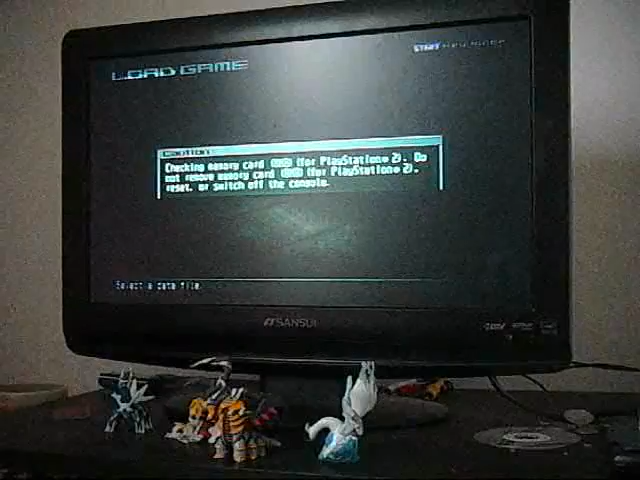 LOAD GAME
START
Checking memory card (8MB) (for PlayStation® 2). Do
not remove memory card (8MB) (for PlayStation® 2),
reset, or switch off the console.
Select a data file.
SANSUI